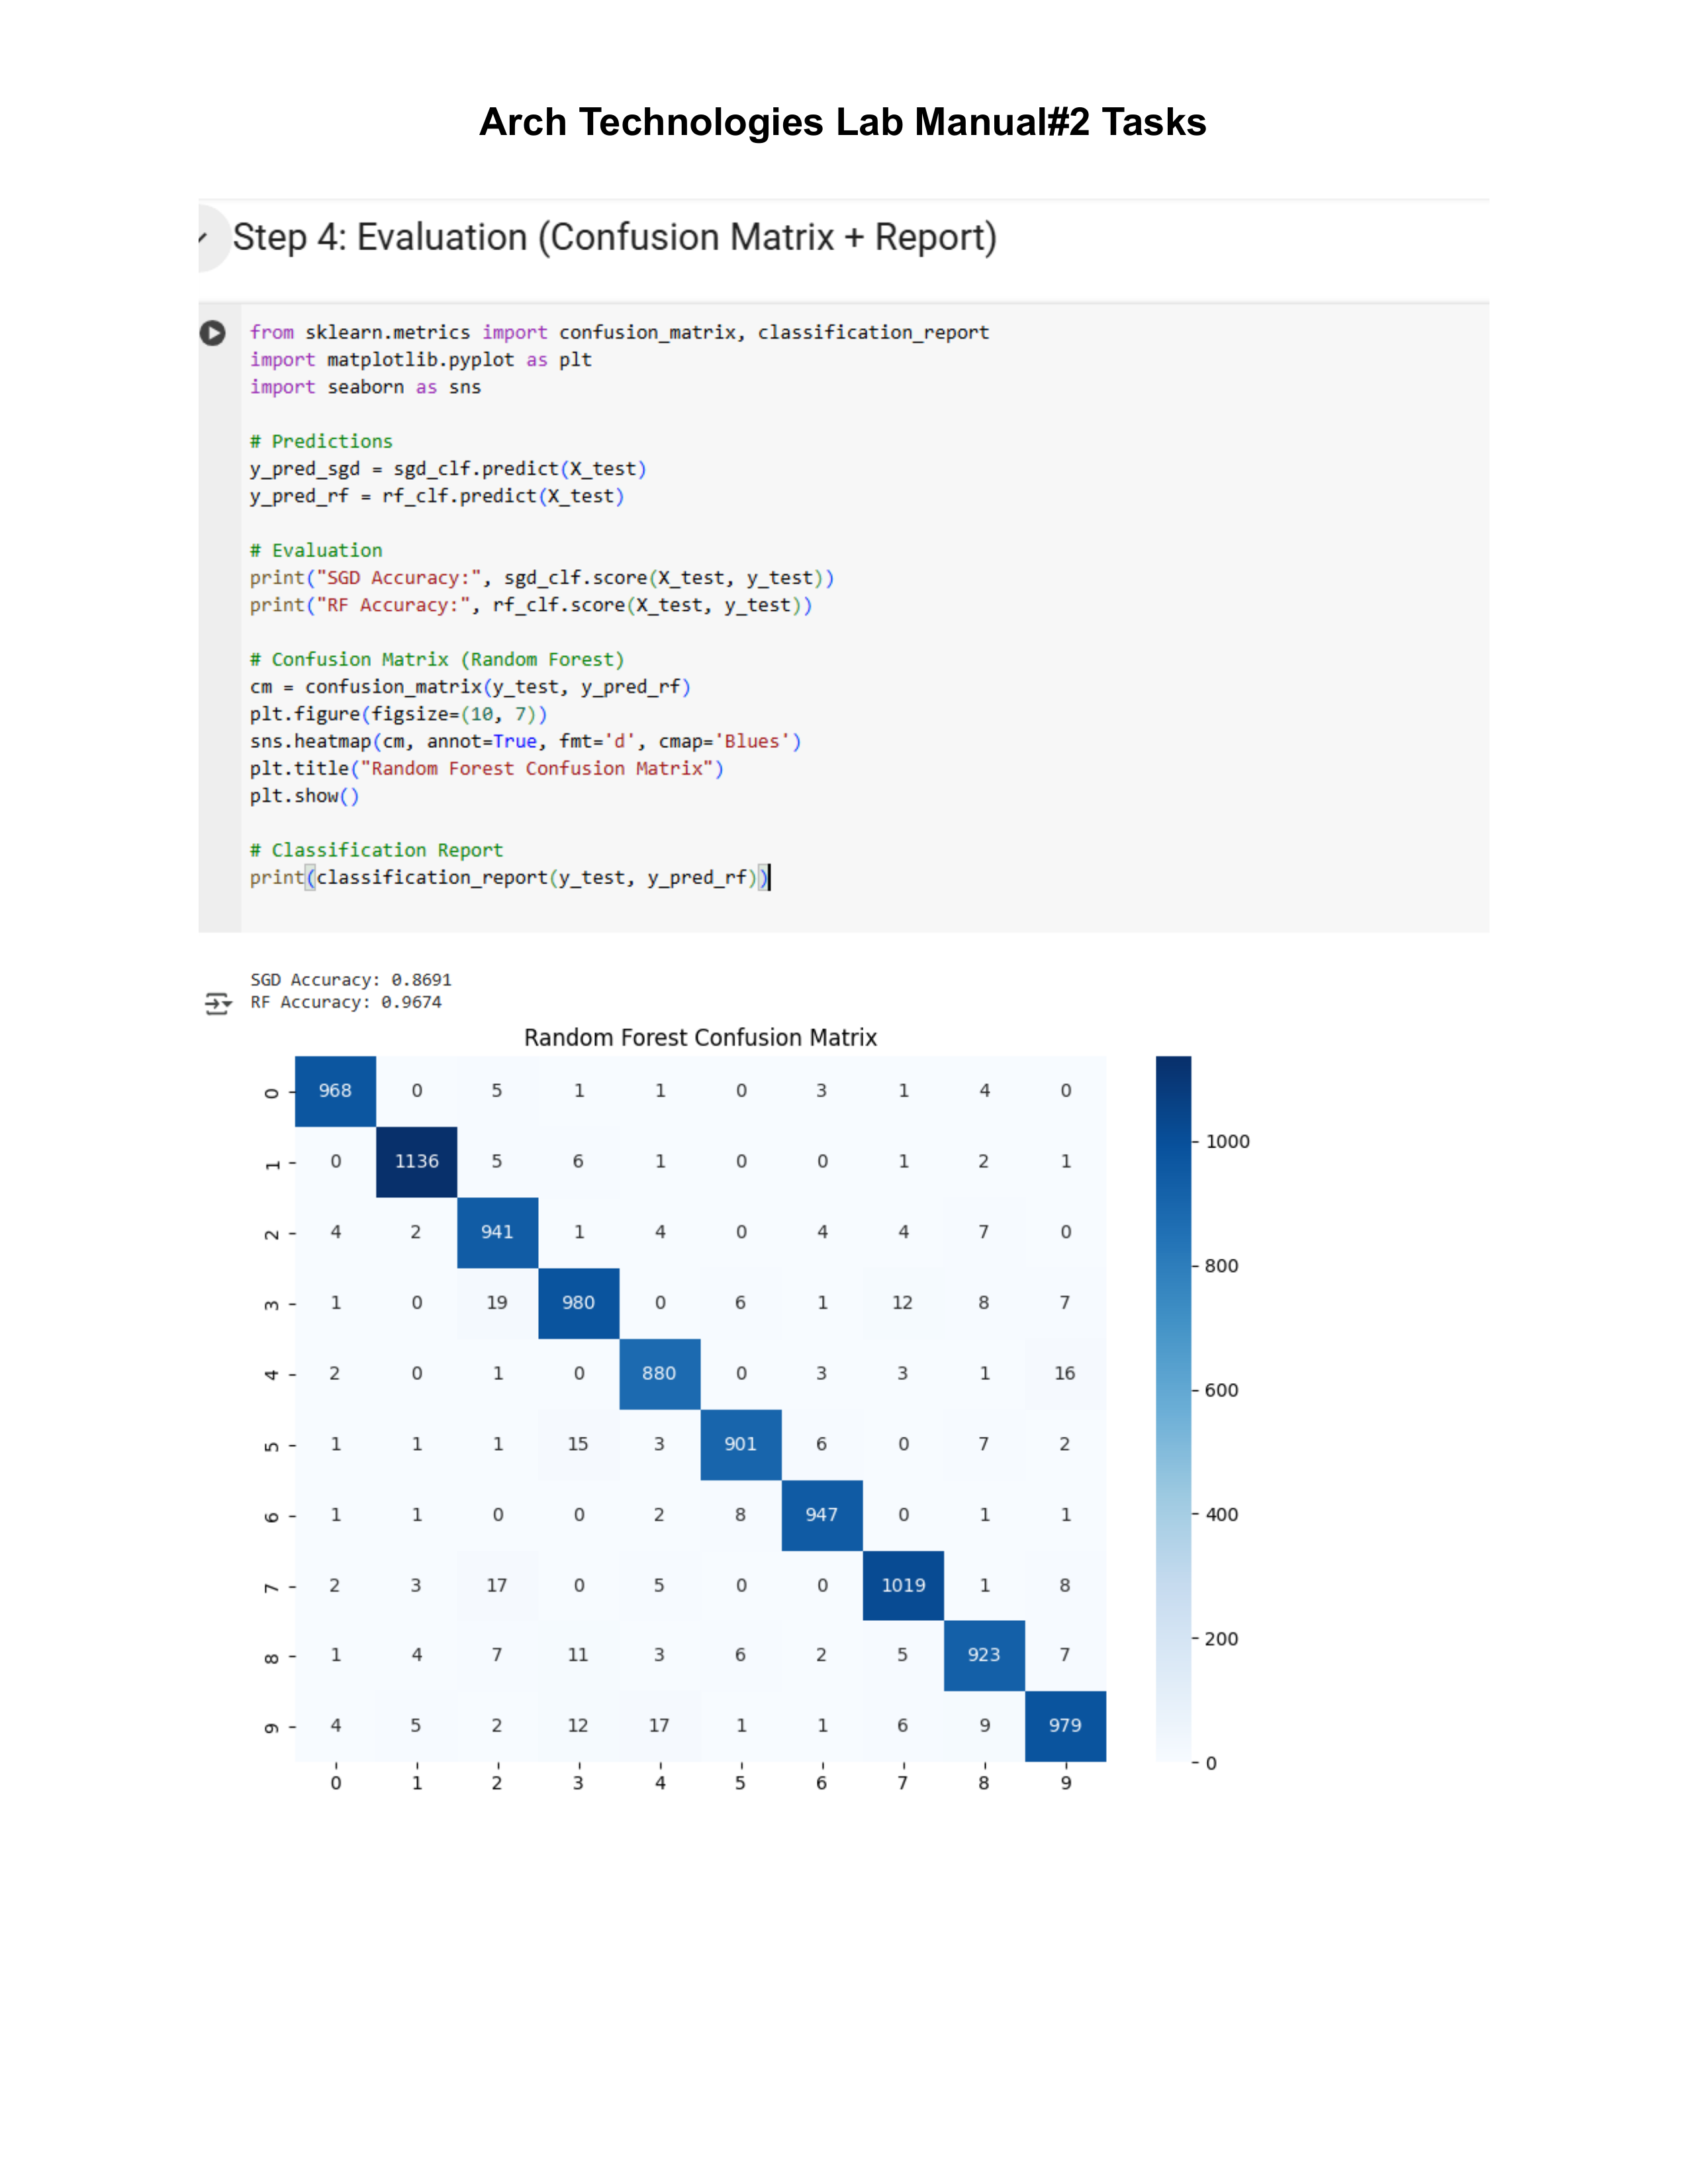 Arch Technologies Lab Manual#2 Tasks
Step 4: Evaluation (Confusion Matrix + Report)
from sklearn.metrics import confusion_matrix, classification_report
import matplotlib.pyplot as plt
import seaborn as sns
# Predictions
y_pred_sgd = sgd_clf.predict(X_test)
y_pred_rf = rf_clf.predict(X_test)
# Evaluation
print("SGD Accuracy:", sgd_clf.score(X_test, y_test))
print("RF Accuracy:", rf_clf.score(X_test, y_test))
# Confusion Matrix (Random Forest)
cm = confusion_matrix(y_test, y_pred_rf)
plt.figure(figsize=(10, 7))
sns.heatmap(cm, annot=True, fmt='d', cmap='Blues')
plt.title("Random Forest Confusion Matrix")
plt.show()
# Classification Report
print(classification_report(y_test, y_pred_rf))
SGD Accuracy: 0.8691
RF Accuracy: 0.9674
Random Forest Confusion Matrix
0 968 0 5 1 1 0 3 1 4 0
1 0 1136 5 6 1 0 0 1 2 1
1000
2 4 2 941 1 4 0 4 4 7 0
800
3 1 0 19 980 0 6 1 12 8 7
4 2 0 1 0 880 0 3 3 1 16
600
5 1 1 1 15 3 901 6 0 7 2
6 1 1 0 0 2 8 947 0 1 1
400
7 2 3 17 0 5 0 0 1019 1 8
200
8 1 4 7 11 3 6 2 5 923 7
9 4 5 2 12 17 1 1 6 9 979
0
0 1 2 3 4 5 6 7 8 9